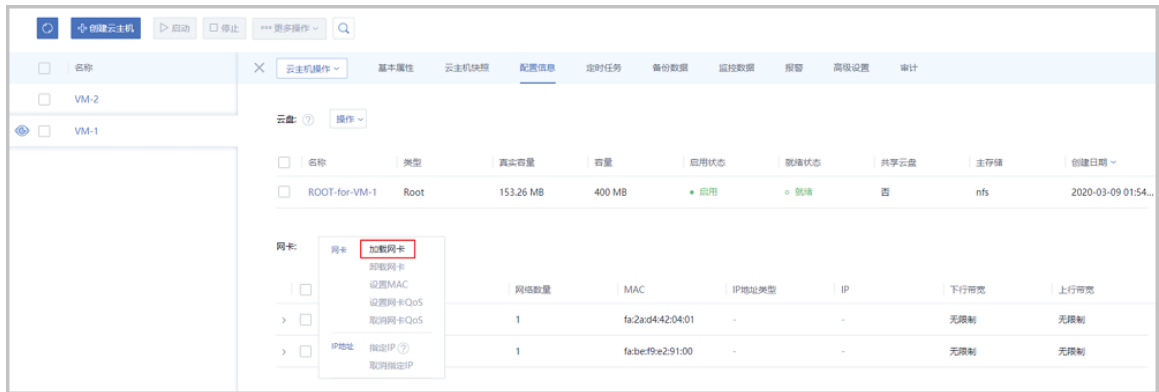 创建云主机 启动 停止 更多操作
名称 云主机操作 基本属性 云主机快照 配置信息 定时任务 备份数据 监控数据 报警 高级设置 审计
VM-2
VM-1
云盘: ? 操作
名称 类型 真实容量 容量 启用状态 就绪状态 共享云盘 主存储 创建日期
ROOT-for-VM-1 Root 153.26 MB 400 MB 启用 就绪 否 nfs 2020-03-09 01:54...
网卡: 网卡 加载网卡
卸载网卡
设置MAC
网络数量 MAC IP地址类型 IP 下行带宽 上行带宽
设置网卡QoS
取消网卡QoS 1 fa:2a:d4:42:04:01 - - 无限制 无限制
IP地址 指定IP ? 1 fa:be:f9:e2:91:00 - - 无限制 无限制
取消指定IP